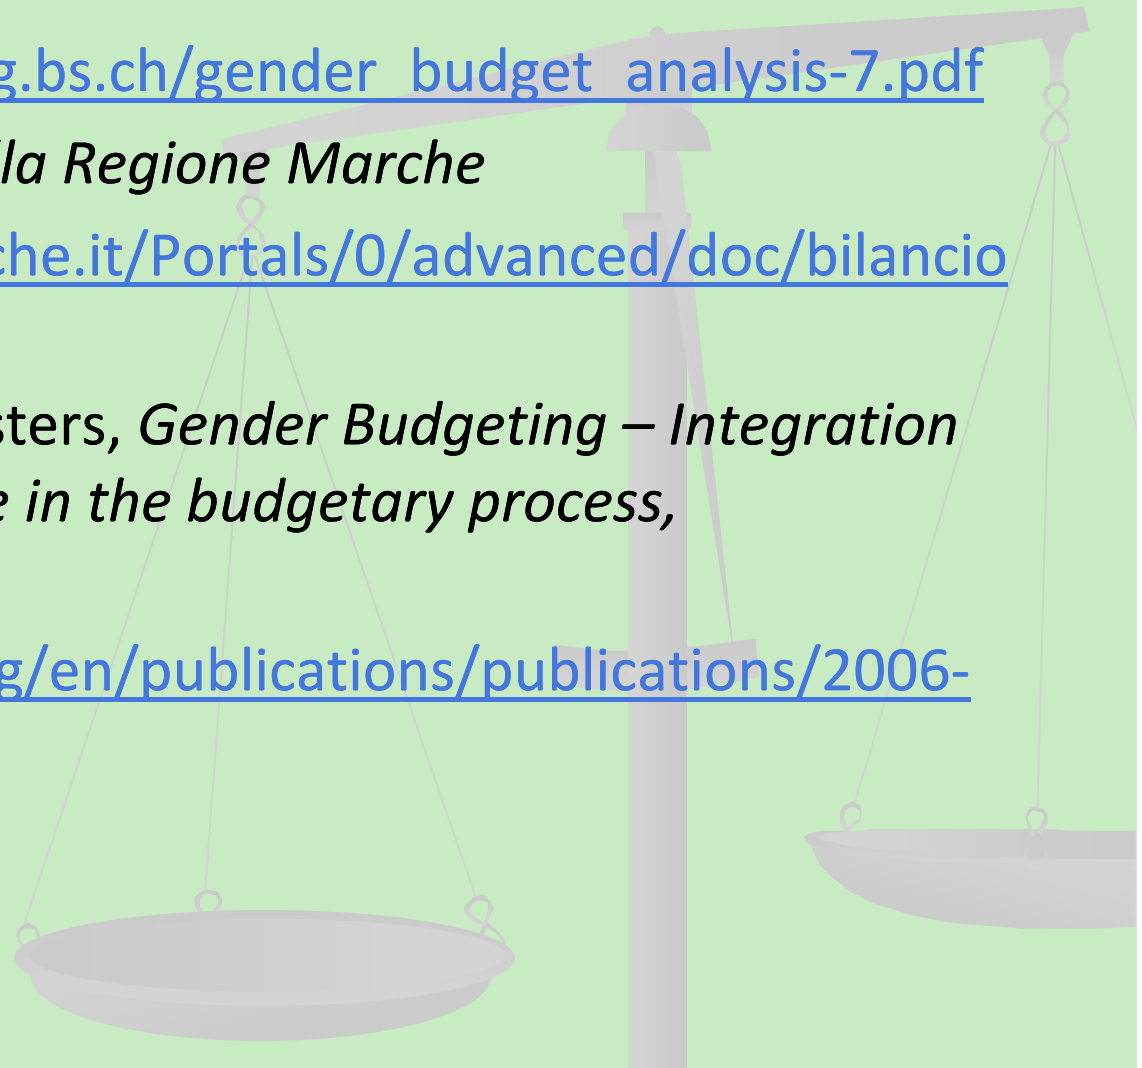 g.bs.ch/gender_budget_analysis-7.pdf
lla Regione Marche
che.it/Portals/0/advanced/doc/bilancio
sters, Gender Budgeting – Integration
e in the budgetary process,
g/en/publications/publications/2006-